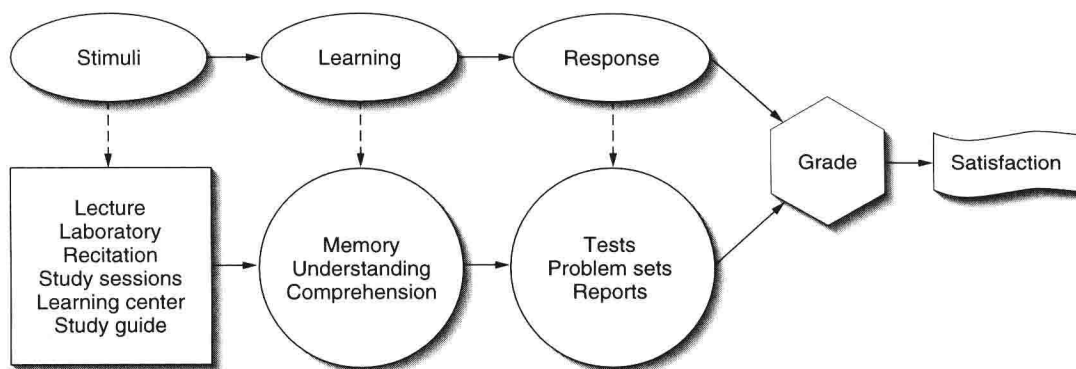 Stimuli
Learning
Response
Grade
Satisfaction
Lecture
Laboratory
Recitation
Study sessions
Learning center
Study guide
Memory
Understanding
Comprehension
Tests
Problem sets
Reports